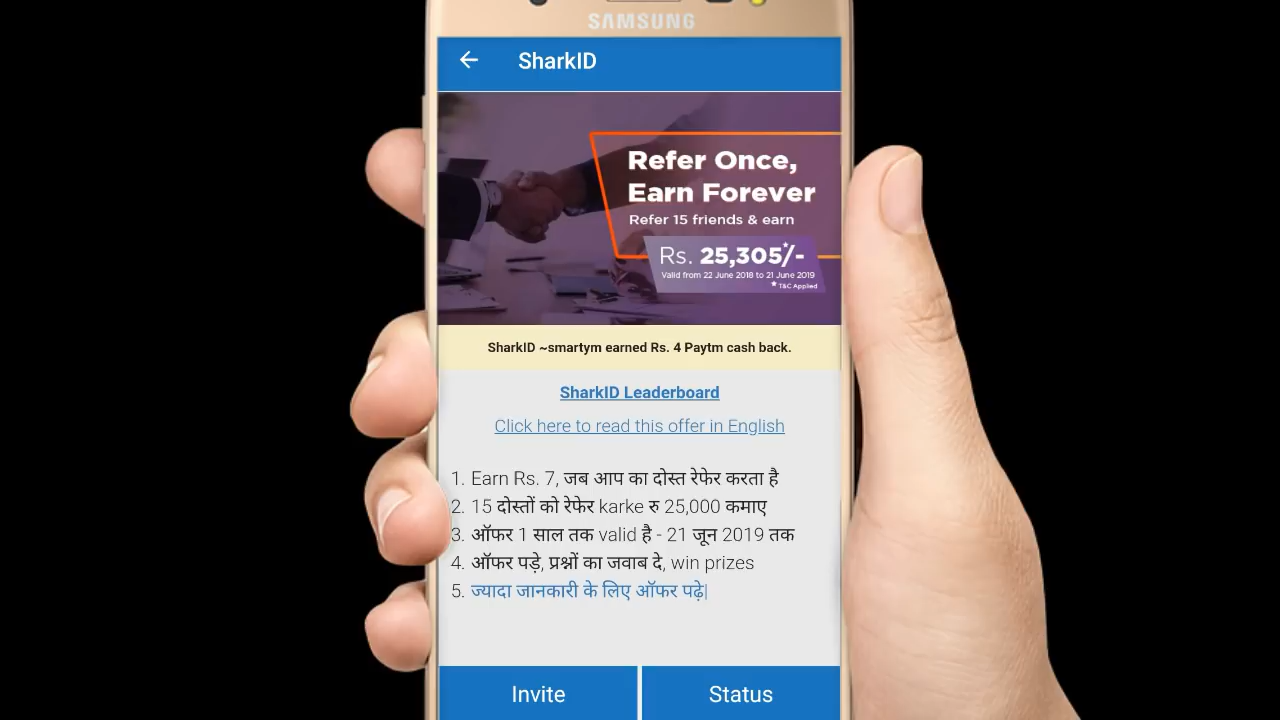 SAMSUNG
SharkID
Refer Once,
Earn Forever
Refer 15 friends & earn
Rs. 25,305*/-
Valid from 22 June 2018 to 21 June 2019
* T&C Applied
SharkID ~smartym earned Rs. 4 Paytm cash back.
SharkID Leaderboard
Click here to read this offer in English
1. Earn Rs. 7, जब आप का दोस्त रेफेर करता है
2. 15 दोस्तों को रेफेर karke रु 25,000 कमाए
3. ऑफर 1 साल तक valid है - 21 जून 2019 तक
4. ऑफर पड़े, प्रश्नों का जवाब दे, win prizes
5. ज्यादा जानकारी के लिए ऑफर पढ़े|
Invite
Status